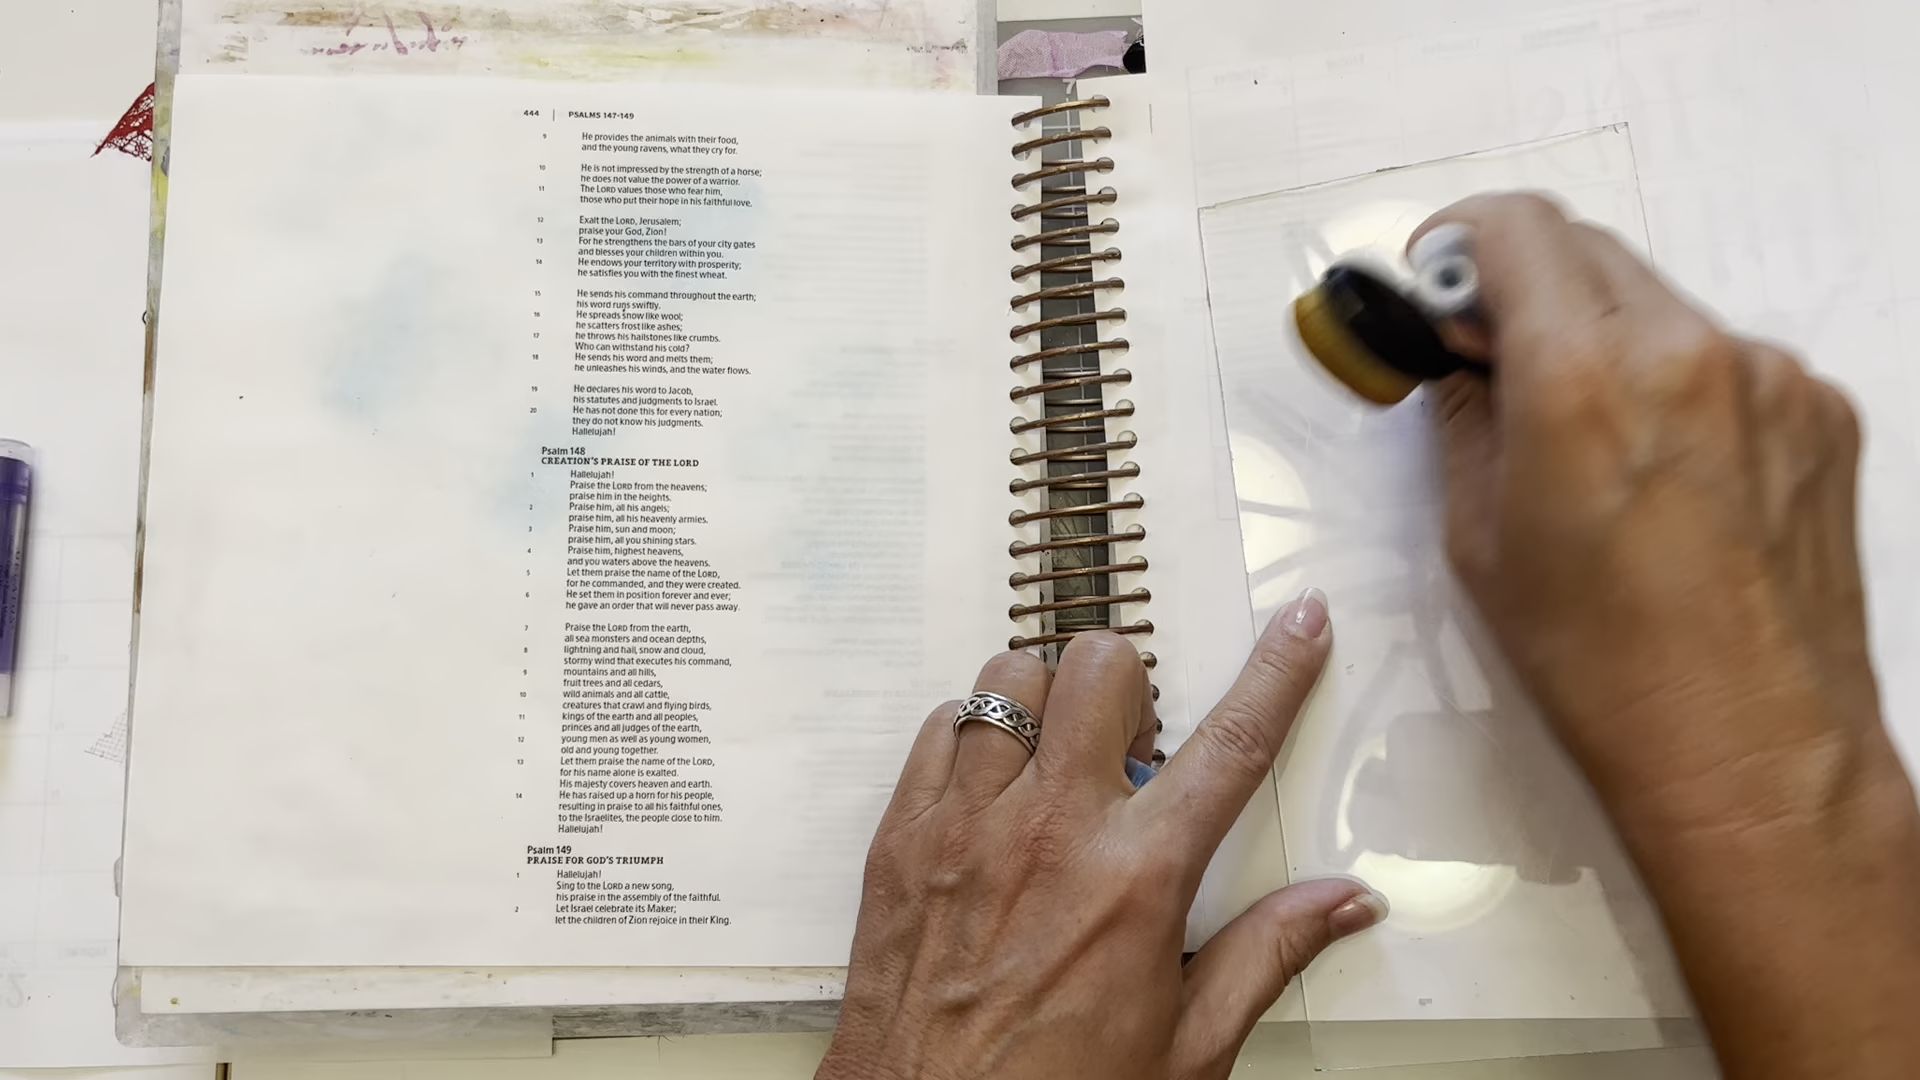 444 | PSALMS 147-149
9 He provides the animals with their food,
and the young ravens, what they cry for.
10 He is not impressed by the strength of a horse;
he does not value the power of a warrior.
11 The LORD values those who fear him,
those who put their hope in his faithful love.
12 Exalt the LORD, Jerusalem;
praise your God, Zion!
13 For he strengthens the bars of your city gates
and blesses your children within you.
14 He endows your territory with prosperity;
he satisfies you with the finest wheat.
15 He sends his command throughout the earth;
his word runs swiftly.
16 He spreads snow like wool;
he scatters frost like ashes;
17 he throws his hailstones like crumbs.
Who can withstand his cold?
18 He sends his word and melts them;
he unleashes his winds, and the water flows.
19 He declares his word to Jacob,
his statutes and judgments to Israel.
20 He has not done this for every nation;
they do not know his judgments.
Hallelujah!
Psalm 148
CREATION'S PRAISE OF THE LORD
1 Hallelujah!
Praise the LORD from the heavens;
praise him in the heights.
2 Praise him, all his angels;
praise him, all his heavenly armies.
3 Praise him, sun and moon;
praise him, all you shining stars.
4 Praise him, highest heavens,
and you waters above the heavens.
5 Let them praise the name of the LORD,
for he commanded, and they were created.
6 He set them in position forever and ever;
he gave an order that will never pass away.
7 Praise the LORD from the earth,
all sea monsters and ocean depths,
8 lightning and hail, snow and cloud,
stormy wind that executes his command,
9 mountains and all hills,
fruit trees and all cedars,
10 wild animals and all cattle,
creatures that crawl and flying birds,
11 kings of the earth and all peoples,
princes and all judges of the earth,
12 young men as well as young women,
old and young together.
13 Let them praise the name of the LORD,
for his name alone is exalted.
His majesty covers heaven and earth.
14 He has raised up a horn for his people,
resulting in praise to all his faithful ones,
to the Israelites, the people close to him.
Hallelujah!
Psalm 149
PRAISE FOR GOD'S TRIUMPH
1 Hallelujah!
Sing to the LORD a new song,
his praise in the assembly of the faithful.
2 Let Israel celebrate its Maker;
let the children of Zion rejoice in their King.